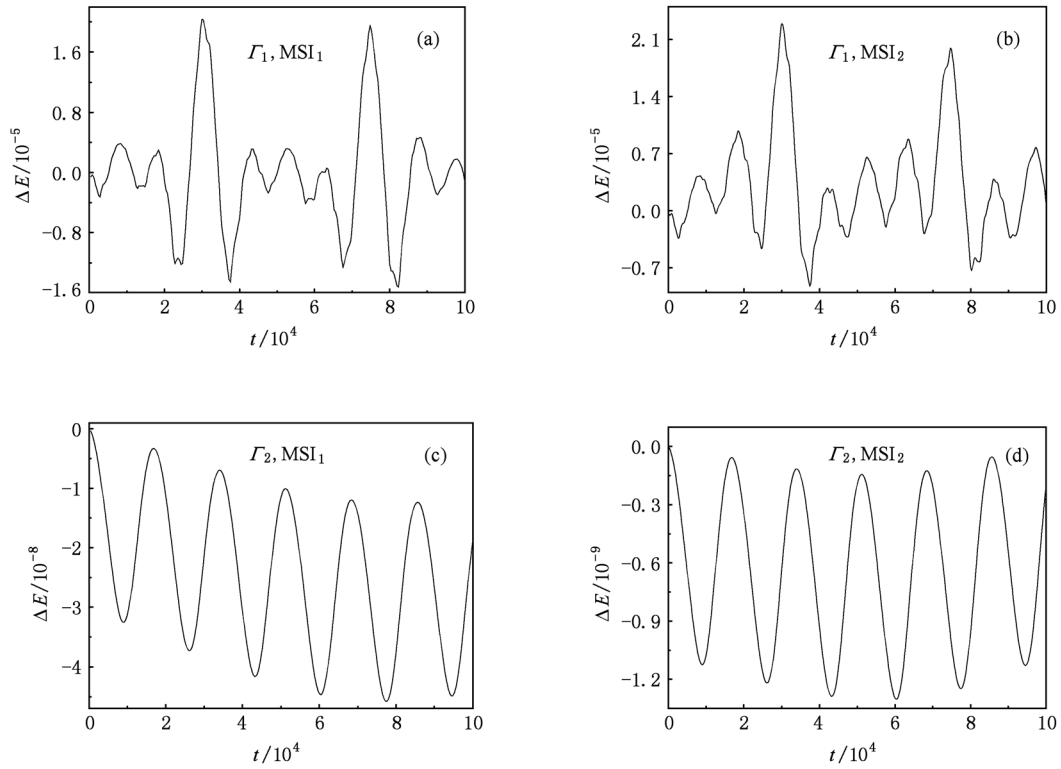 Γ₁, MSI₁
(a)
1.6
0.8
0.0
−0.8
−1.6
ΔE/10⁻⁵
0 2 4 6 8 10
t/10⁴
Γ₁, MSI₂
(b)
2.1
1.4
0.7
0.0
−0.7
ΔE/10⁻⁵
0 2 4 6 8 10
t/10⁴
Γ₂, MSI₁
(c)
0
−1
−2
−3
−4
ΔE/10⁻⁸
0 2 4 6 8 10
t/10⁴
Γ₂, MSI₂
(d)
0.0
−0.3
−0.6
−0.9
−1.2
ΔE/10⁻⁹
0 2 4 6 8 10
t/10⁴